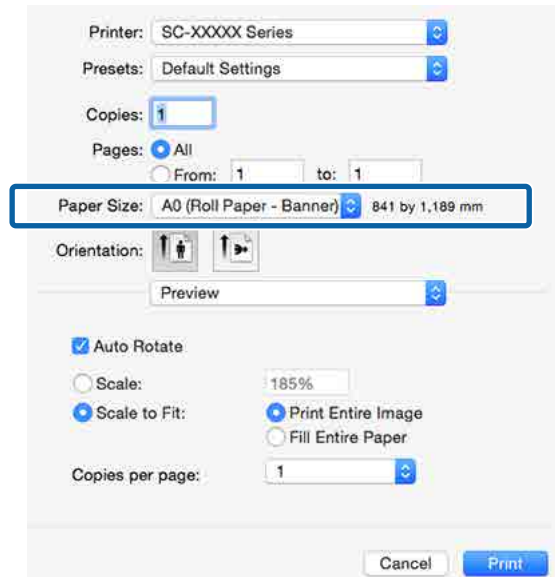 Printer: SC-XXXXX Series
Presets: Default Settings
Copies: 1
Pages: All
From: 1 to: 1
Paper Size: A0 (Roll Paper - Banner) 841 by 1,189 mm
Orientation:
Preview
Auto Rotate
Scale: 185%
Scale to Fit: Print Entire Image
Fill Entire Paper
Copies per page: 1
Cancel Print